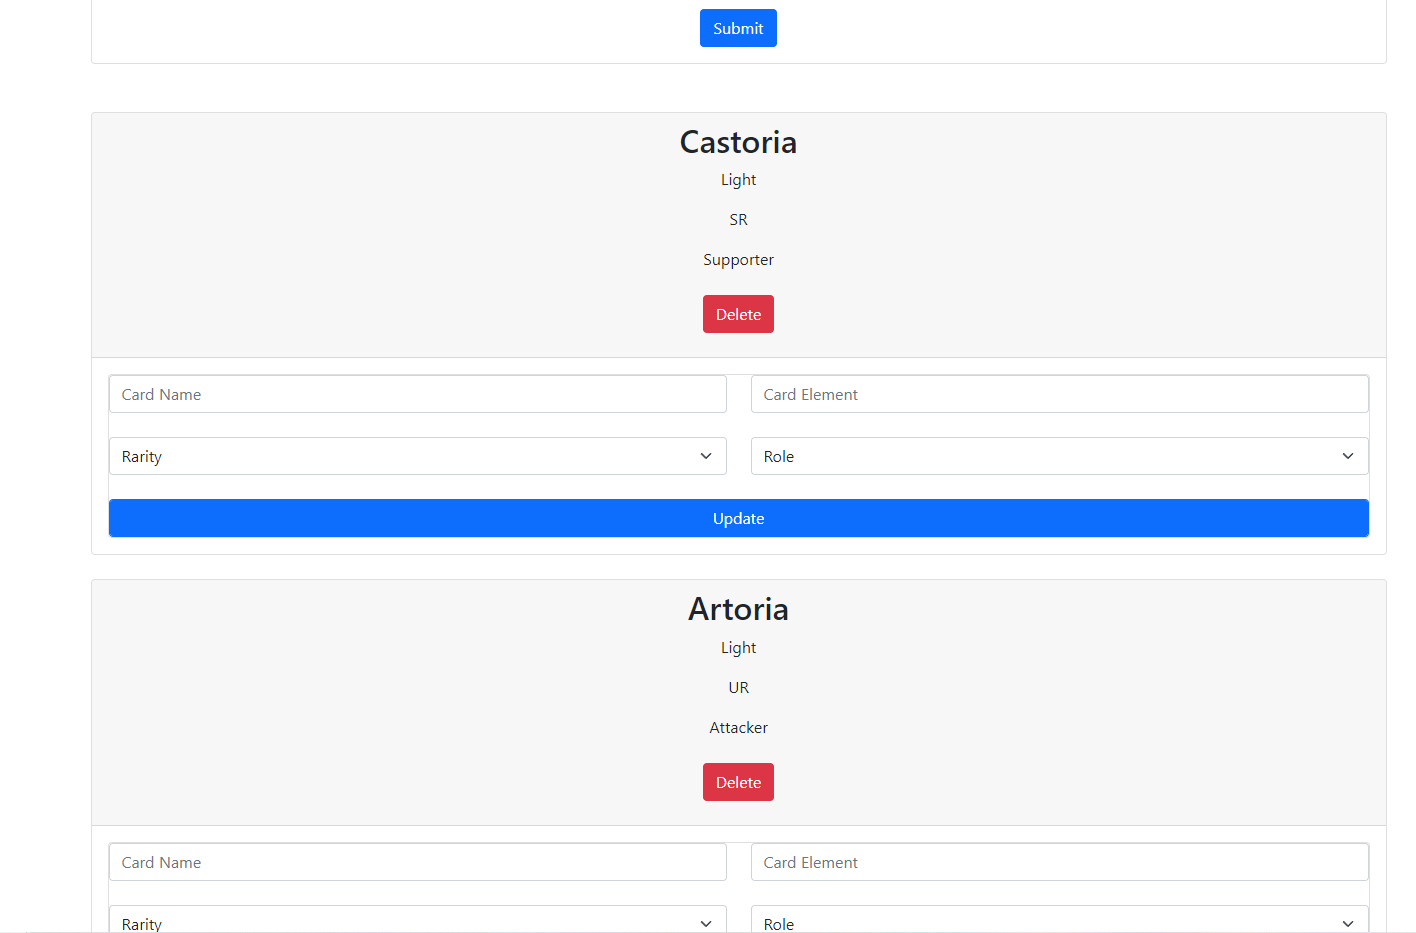 Submit
Castoria
Light
SR
Supporter
Delete
Card Name
Card Element
Rarity
Role
Update
Artoria
Light
UR
Attacker
Delete
Card Name
Card Element
Rarity
Role